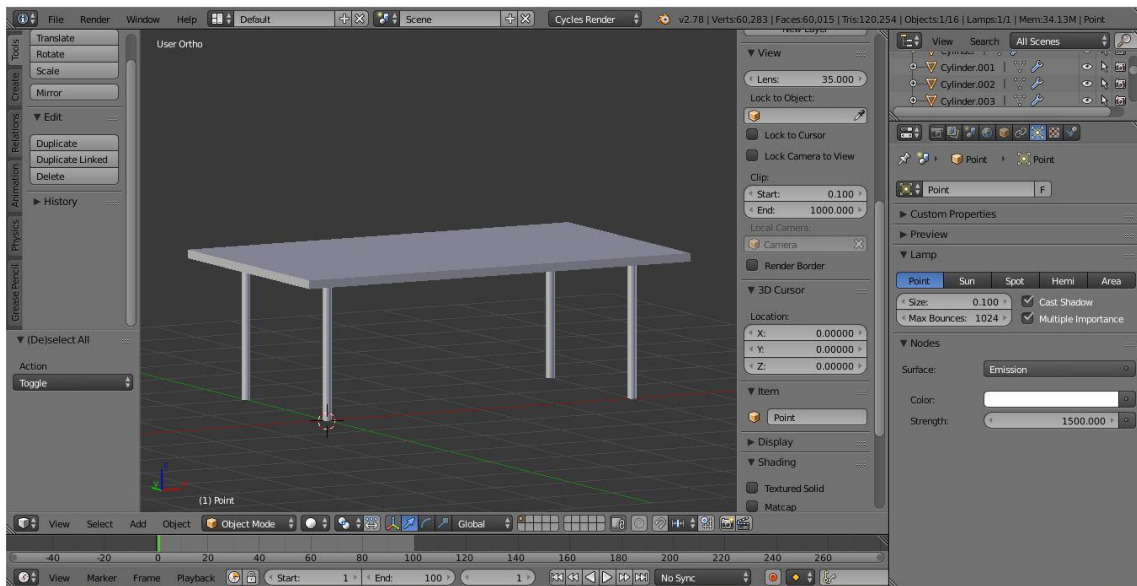 File Render Window Help Default Scene Cycles Render v2.78 | Verts:60,283 | Faces:60,015 | Tris:120,254 | Objects:1/16 | Lamps:1/1 | Mem:34.13M | Point
Tools
Create
Relations
Animation
Physics
Grease Pencil
Translate
Rotate
Scale
Mirror
Edit
Duplicate
Duplicate Linked
Delete
History
(De)select All
Action
Toggle
User Ortho
(1) Point
New Layer
View
Lens: 35.000
Lock to Object:
Lock to Cursor
Lock Camera to View
Clip:
Start: 0.100
End: 1000.000
Local Camera:
Camera
Render Border
3D Cursor
Location:
X: 0.00000
Y: 0.00000
Z: 0.00000
Item
Point
Display
Shading
Textured Solid
Matcap
View Search All Scenes
Cylinder.001
Cylinder.002
Cylinder.003
Point Point
Point F
Custom Properties
Preview
Lamp
Point Sun Spot Hemi Area
Size: 0.100 Cast Shadow
Max Bounces: 1024 Multiple Importance
Nodes
Surface: Emission
Color:
Strength: 1500.000
View Select Add Object Object Mode Global
-40 -20 0 20 40 60 80 100 120 140 160 180 200 220 240 260
View Marker Frame Playback Start: 1 End: 100 1 No Sync